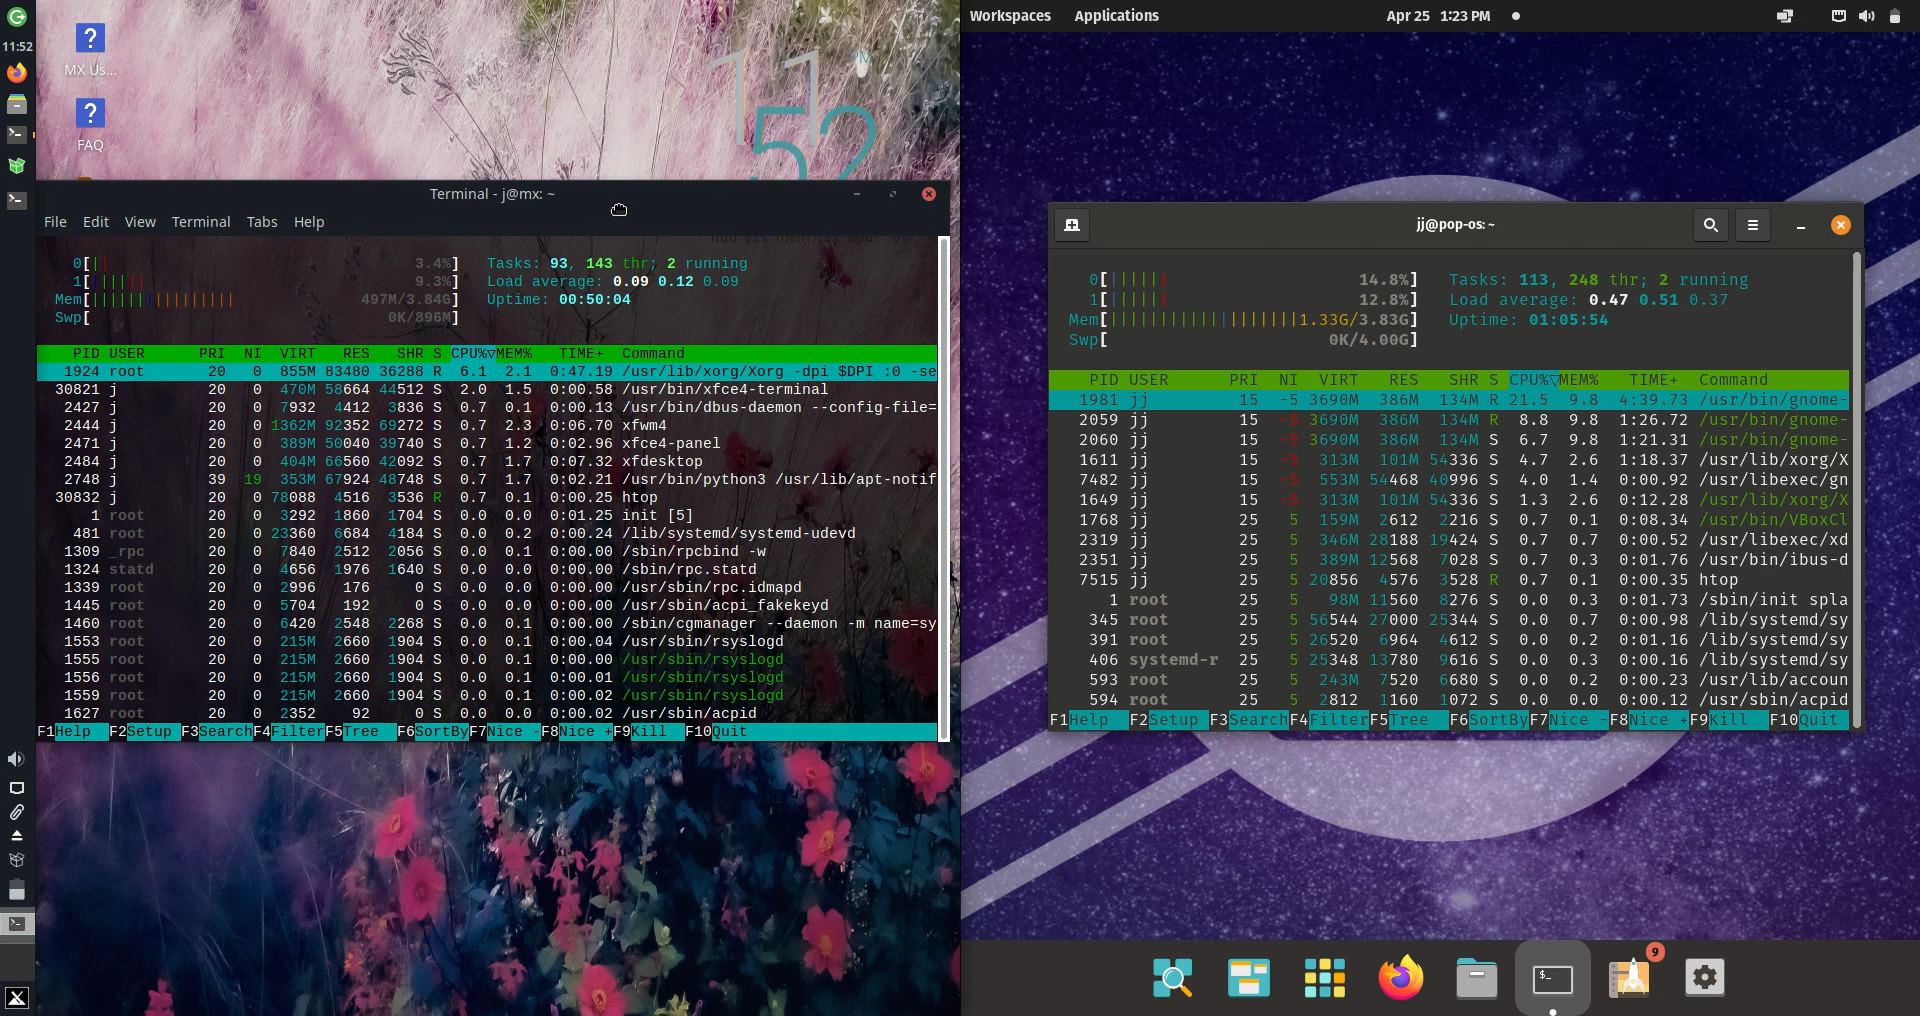 11:52
MX Us...
FAQ
11
PM
52
Terminal - j@mx: ~
File Edit View Terminal Tabs Help
0[|| 3.4%] Tasks: 93, 143 thr; 2 running
1[|||||| 9.3%] Load average: 0.09 0.12 0.09
Mem[|||||||||||||||| 497M/3.84G] Uptime: 00:50:04
Swp[ 0K/896M]
PID USER PRI NI VIRT RES SHR S CPU%▽MEM% TIME+ Command
1924 root 20 0 855M 83480 36288 R 6.1 2.1 0:47.19 /usr/lib/xorg/Xorg -dpi $DPI :0 -se
30821 j 20 0 470M 58664 44512 S 2.0 1.5 0:00.58 /usr/bin/xfce4-terminal
2427 j 20 0 7932 4412 3836 S 0.7 0.1 0:00.13 /usr/bin/dbus-daemon --config-file=
2444 j 20 0 1362M 92352 69272 S 0.7 2.3 0:06.70 xfwm4
2471 j 20 0 389M 50040 39740 S 0.7 1.2 0:02.96 xfce4-panel
2484 j 20 0 404M 66560 42092 S 0.7 1.7 0:07.32 xfdesktop
2748 j 39 19 353M 67924 48748 S 0.7 1.7 0:02.21 /usr/bin/python3 /usr/lib/apt-notif
30832 j 20 0 78088 4516 3536 R 0.7 0.1 0:00.25 htop
1 root 20 0 3292 1860 1704 S 0.0 0.0 0:01.25 init [5]
481 root 20 0 23360 6684 4184 S 0.0 0.2 0:00.24 /lib/systemd/systemd-udevd
1309 _rpc 20 0 7840 2512 2056 S 0.0 0.1 0:00.00 /sbin/rpcbind -w
1324 statd 20 0 4656 1976 1640 S 0.0 0.0 0:00.00 /sbin/rpc.statd
1339 root 20 0 2996 176 0 S 0.0 0.0 0:00.00 /usr/sbin/rpc.idmapd
1445 root 20 0 5704 192 0 S 0.0 0.0 0:00.00 /usr/sbin/acpi_fakekeyd
1460 root 20 0 6420 2548 2268 S 0.0 0.1 0:00.00 /sbin/cgmanager --daemon -m name=sy
1553 root 20 0 215M 2660 1904 S 0.0 0.1 0:00.04 /usr/sbin/rsyslogd
1555 root 20 0 215M 2660 1904 S 0.0 0.1 0:00.00 /usr/sbin/rsyslogd
1556 root 20 0 215M 2660 1904 S 0.0 0.1 0:00.01 /usr/sbin/rsyslogd
1559 root 20 0 215M 2660 1904 S 0.0 0.1 0:00.02 /usr/sbin/rsyslogd
1627 root 20 0 2352 92 0 S 0.0 0.0 0:00.02 /usr/sbin/acpid
F1Help F2Setup F3SearchF4FilterF5Tree F6SortByF7Nice -F8Nice +F9Kill F10Quit
Workspaces Applications Apr 25 1:23 PM
jj@pop-os: ~
0[|||||| 14.8%] Tasks: 113, 248 thr; 2 running
1[|||||| 12.8%] Load average: 0.47 0.51 0.37
Mem[|||||||||||||||||||1.33G/3.83G] Uptime: 01:05:54
Swp[ 0K/4.00G]
PID USER PRI NI VIRT RES SHR S CPU%▽MEM% TIME+ Command
1981 jj 15 -5 3690M 386M 134M R 21.5 9.8 4:39.73 /usr/bin/gnome-
2059 jj 15 -5 3690M 386M 134M R 8.8 9.8 1:26.72 /usr/bin/gnome-
2060 jj 15 -5 3690M 386M 134M S 6.7 9.8 1:21.31 /usr/bin/gnome-
1611 jj 15 -5 313M 101M 54336 S 4.7 2.6 1:18.37 /usr/lib/xorg/X
7482 jj 15 -5 553M 54468 40996 S 4.0 1.4 0:00.92 /usr/libexec/gn
1649 jj 15 -5 313M 101M 54336 S 1.3 2.6 0:12.28 /usr/lib/xorg/X
1768 jj 25 5 159M 2612 2216 S 0.7 0.1 0:08.34 /usr/bin/VBoxCl
2319 jj 25 5 346M 28188 19424 S 0.7 0.7 0:00.52 /usr/libexec/xd
2351 jj 25 5 389M 12568 7028 S 0.7 0.3 0:01.76 /usr/bin/ibus-d
7515 jj 25 5 20856 4576 3528 R 0.7 0.1 0:00.35 htop
1 root 25 5 98M 11560 8276 S 0.0 0.3 0:01.73 /sbin/init spla
345 root 25 5 56544 27000 25344 S 0.0 0.7 0:00.98 /lib/systemd/sy
391 root 25 5 26520 6964 4612 S 0.0 0.2 0:01.16 /lib/systemd/sy
406 systemd-r 25 5 25348 13780 9616 S 0.0 0.3 0:00.16 /lib/systemd/sy
593 root 25 5 243M 7520 6680 S 0.0 0.2 0:00.23 /usr/lib/accoun
594 root 25 5 2812 1160 1072 S 0.0 0.0 0:00.12 /usr/sbin/acpid
F1Help F2Setup F3SearchF4FilterF5Tree F6SortByF7Nice -F8Nice +F9Kill F10Quit
$_
9